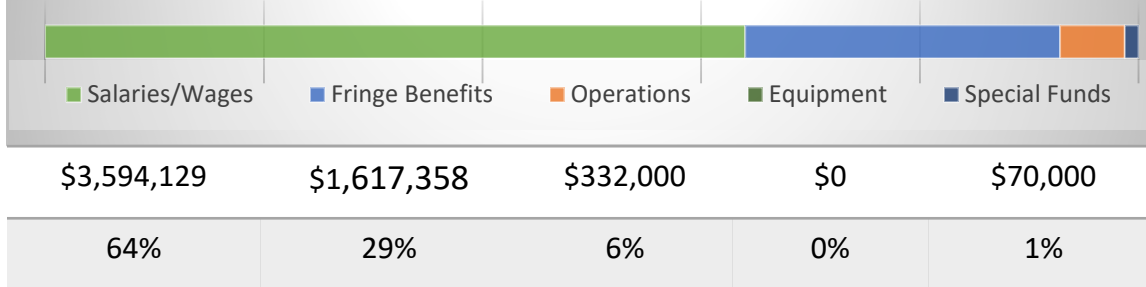 Salaries/Wages Fringe Benefits Operations Equipment Special Funds
$3,594,129 $1,617,358 $332,000 $0 $70,000
64% 29% 6% 0% 1%